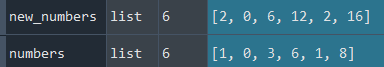 new_numbers list 6 [2, 0, 6, 12, 2, 16]
numbers list 6 [1, 0, 3, 6, 1, 8]